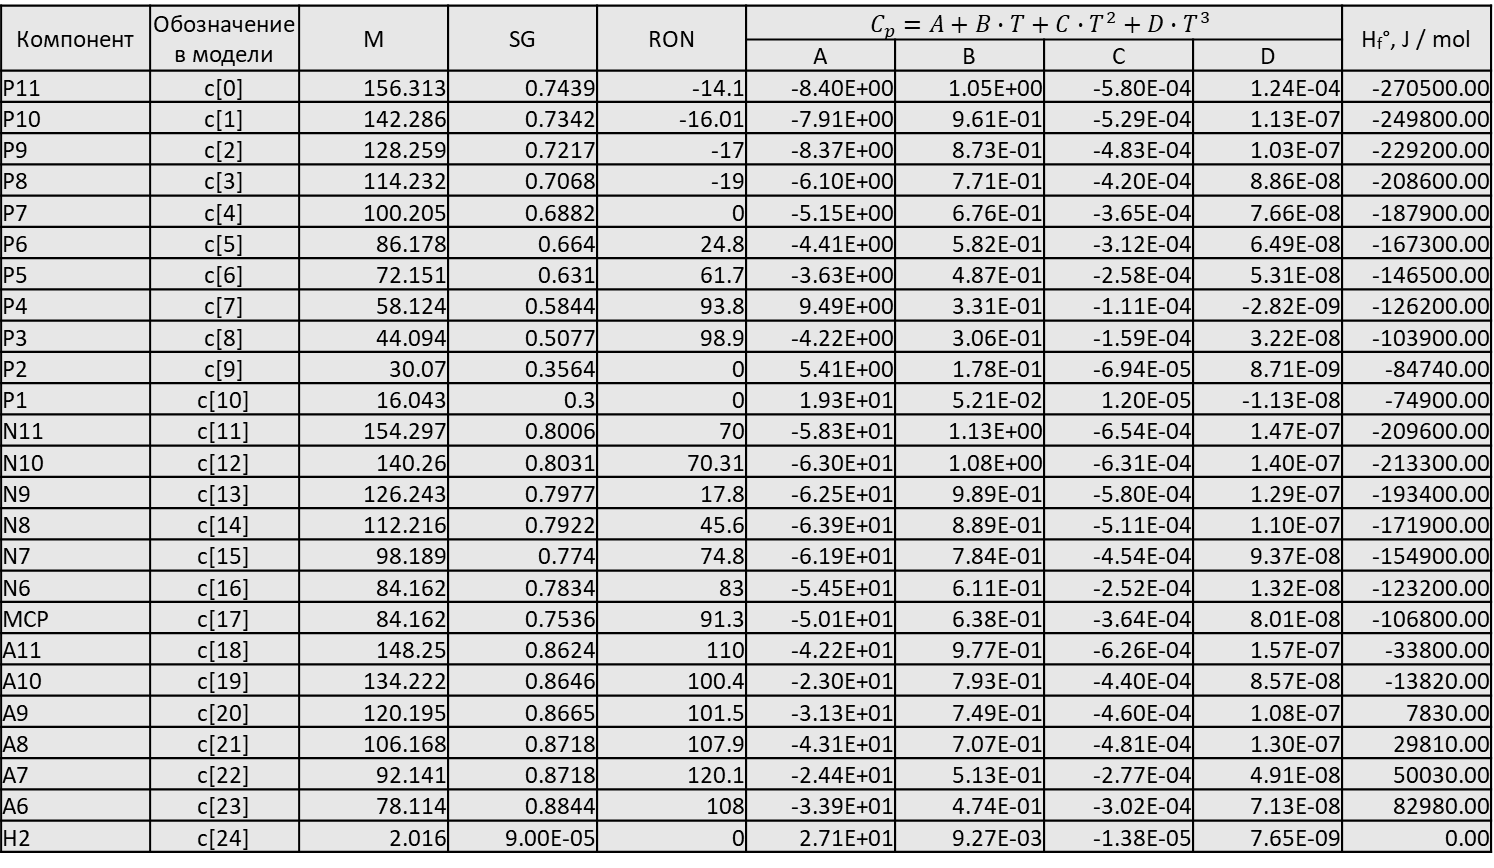 Компонент Обозначение в модели M SG RON Cₚ = A + B · T + C · T² + D · T³ H_f°, J / mol
A B C D
P11 c[0] 156.313 0.7439 -14.1 -8.40E+00 1.05E+00 -5.80E-04 1.24E-04 -270500.00
P10 c[1] 142.286 0.7342 -16.01 -7.91E+00 9.61E-01 -5.29E-04 1.13E-07 -249800.00
P9 c[2] 128.259 0.7217 -17 -8.37E+00 8.73E-01 -4.83E-04 1.03E-07 -229200.00
P8 c[3] 114.232 0.7068 -19 -6.10E+00 7.71E-01 -4.20E-04 8.86E-08 -208600.00
P7 c[4] 100.205 0.6882 0 -5.15E+00 6.76E-01 -3.65E-04 7.66E-08 -187900.00
P6 c[5] 86.178 0.664 24.8 -4.41E+00 5.82E-01 -3.12E-04 6.49E-08 -167300.00
P5 c[6] 72.151 0.631 61.7 -3.63E+00 4.87E-01 -2.58E-04 5.31E-08 -146500.00
P4 c[7] 58.124 0.5844 93.8 9.49E+00 3.31E-01 -1.11E-04 -2.82E-09 -126200.00
P3 c[8] 44.094 0.5077 98.9 -4.22E+00 3.06E-01 -1.59E-04 3.22E-08 -103900.00
P2 c[9] 30.07 0.3564 0 5.41E+00 1.78E-01 -6.94E-05 8.71E-09 -84740.00
P1 c[10] 16.043 0.3 0 1.93E+01 5.21E-02 1.20E-05 -1.13E-08 -74900.00
N11 c[11] 154.297 0.8006 70 -5.83E+01 1.13E+00 -6.54E-04 1.47E-07 -209600.00
N10 c[12] 140.26 0.8031 70.31 -6.30E+01 1.08E+00 -6.31E-04 1.40E-07 -213300.00
N9 c[13] 126.243 0.7977 17.8 -6.25E+01 9.89E-01 -5.80E-04 1.29E-07 -193400.00
N8 c[14] 112.216 0.7922 45.6 -6.39E+01 8.89E-01 -5.11E-04 1.10E-07 -171900.00
N7 c[15] 98.189 0.774 74.8 -6.19E+01 7.84E-01 -4.54E-04 9.37E-08 -154900.00
N6 c[16] 84.162 0.7834 83 -5.45E+01 6.11E-01 -2.52E-04 1.32E-08 -123200.00
MCP c[17] 84.162 0.7536 91.3 -5.01E+01 6.38E-01 -3.64E-04 8.01E-08 -106800.00
A11 c[18] 148.25 0.8624 110 -4.22E+01 9.77E-01 -6.26E-04 1.57E-07 -33800.00
A10 c[19] 134.222 0.8646 100.4 -2.30E+01 7.93E-01 -4.40E-04 8.57E-08 -13820.00
A9 c[20] 120.195 0.8665 101.5 -3.13E+01 7.49E-01 -4.60E-04 1.08E-07 7830.00
A8 c[21] 106.168 0.8718 107.9 -4.31E+01 7.07E-01 -4.81E-04 1.30E-07 29810.00
A7 c[22] 92.141 0.8718 120.1 -2.44E+01 5.13E-01 -2.77E-04 4.91E-08 50030.00
A6 c[23] 78.114 0.8844 108 -3.39E+01 4.74E-01 -3.02E-04 7.13E-08 82980.00
H2 c[24] 2.016 9.00E-05 0 2.71E+01 9.27E-03 -1.38E-05 7.65E-09 0.00